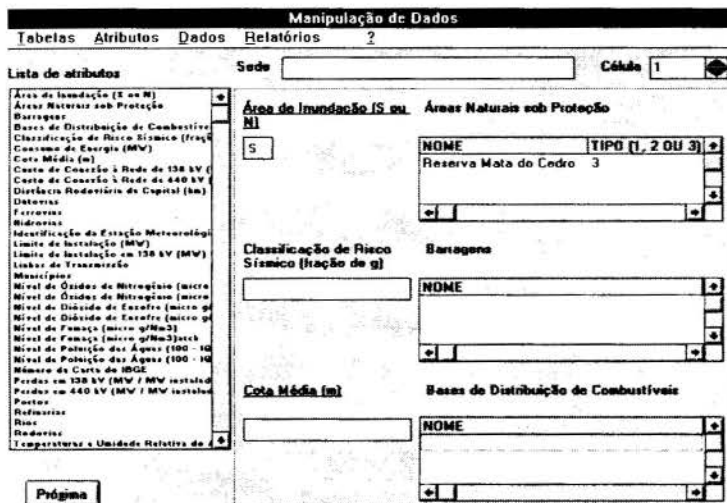 Manipulação de Dados
Tabelas Atributos Dados Relatórios ?
Lista de atributos
Sede
Célula 1
Área de Inundação (S ou N)
Áreas Naturais sob Proteção
Barragens
Bases de Distribuição de Combustíve
Classificação de Risco Sísmico (fraçã
Consumo de Energia (MW)
Cota Média (m)
Custo de Conexão à Rede de 138 kV (
Custo de Conexão à Rede de 440 kV (
Distância Rodoviária da Capital (km)
Dutovias
Ferrovias
Hidrovias
Identificação da Estação Meteorológi
Limite de Instalação (MW)
Limite de Instalação em 138 kV (MW)
Linhas de Transmissão
Municípios
Nível de Óxidos de Nitrogênio (micro
Nível de Óxidos de Nitrogênio (micro
Nível de Dióxido de Enxofre (micro g/
Nível de Dióxido de Enxofre (micro g/
Nível de Fumaça (micro g/Nm3)
Nível de Fumaça (micro g/Nm3)
Nível de Poluição das Águas (100 - IQ
Nível de Poluição das Águas (100 - IQ
Número da Carta do IBGE
Perdas em 138 kV (MW / MW instalad
Perdas em 440 kV (MW / MW instalad
Portos
Refinarias
Rios
Rodovias
Temperaturas e Umidade Relativa do
Prógima
Área de Inundação (S ou
N)
S
Áreas Naturais sob Proteção
NOME TIPO (1, 2 OU 3)
Reserva Mata do Cedro 3
Classificação de Risco
Sísmico (fração de g)
Barragens
NOME
Cota Média (m)
Bases de Distribuição de Combustíveis
NOME